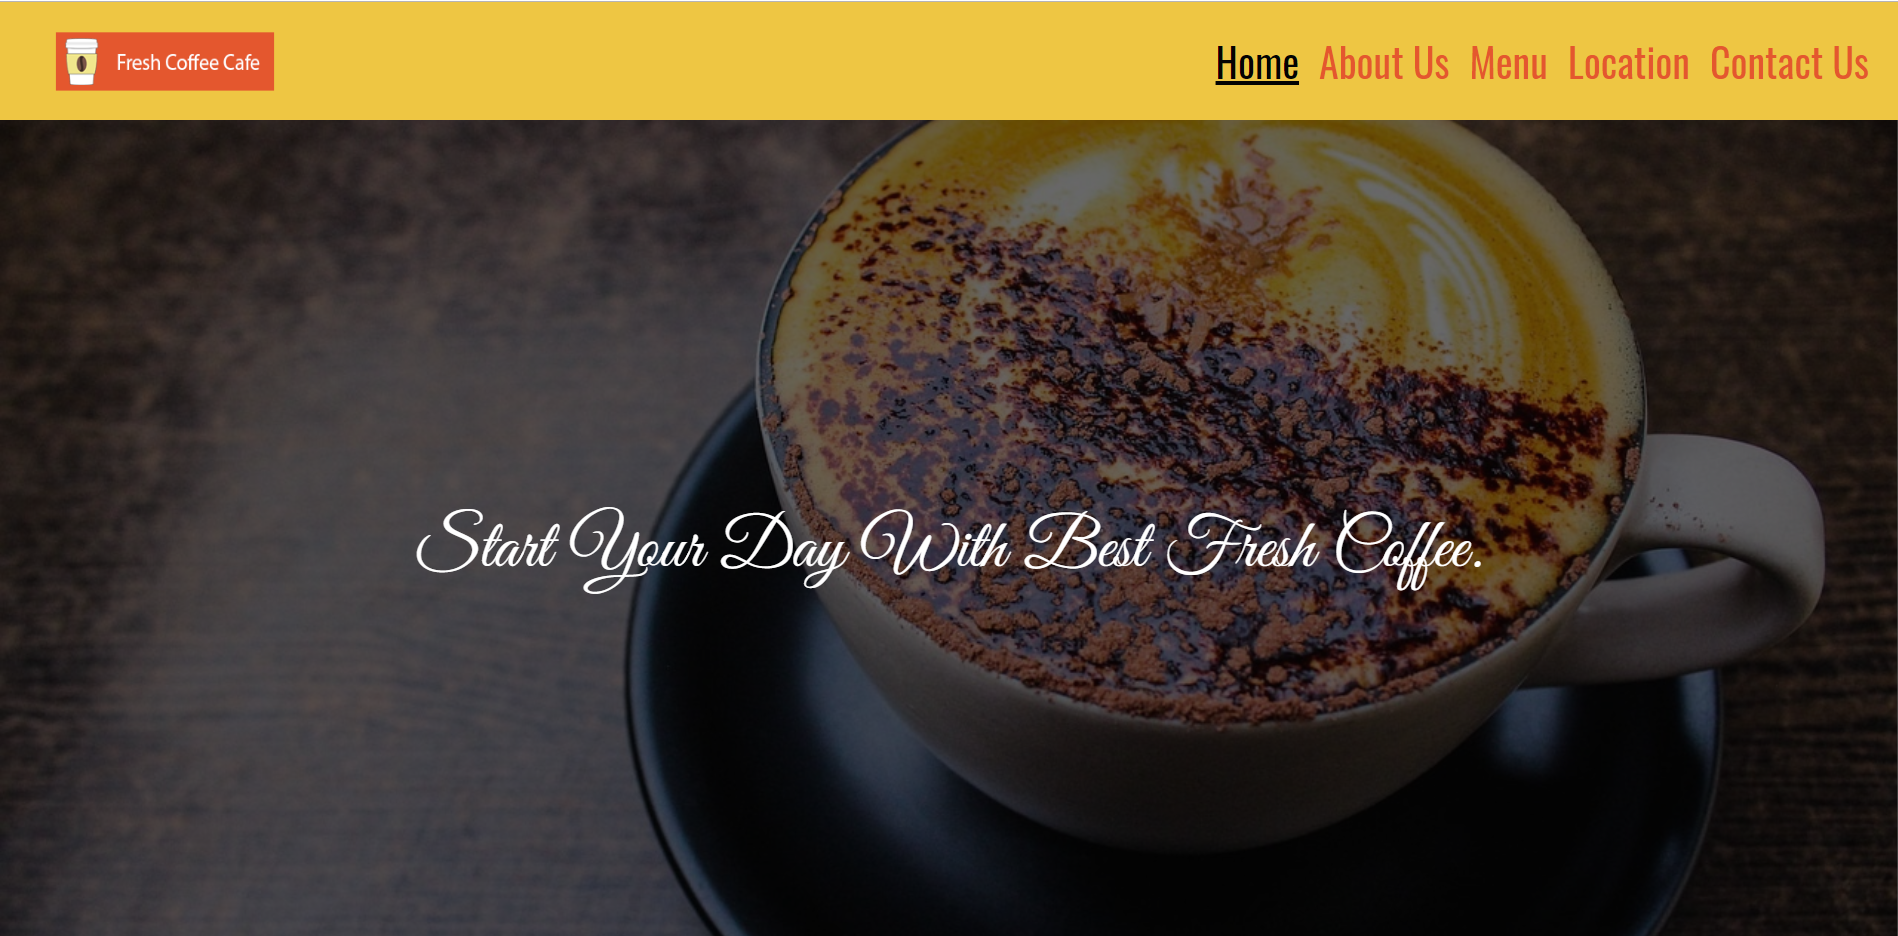 Fresh Coffee Cafe
Home About Us Menu Location Contact Us
Start Your Day With Best Fresh Coffee.